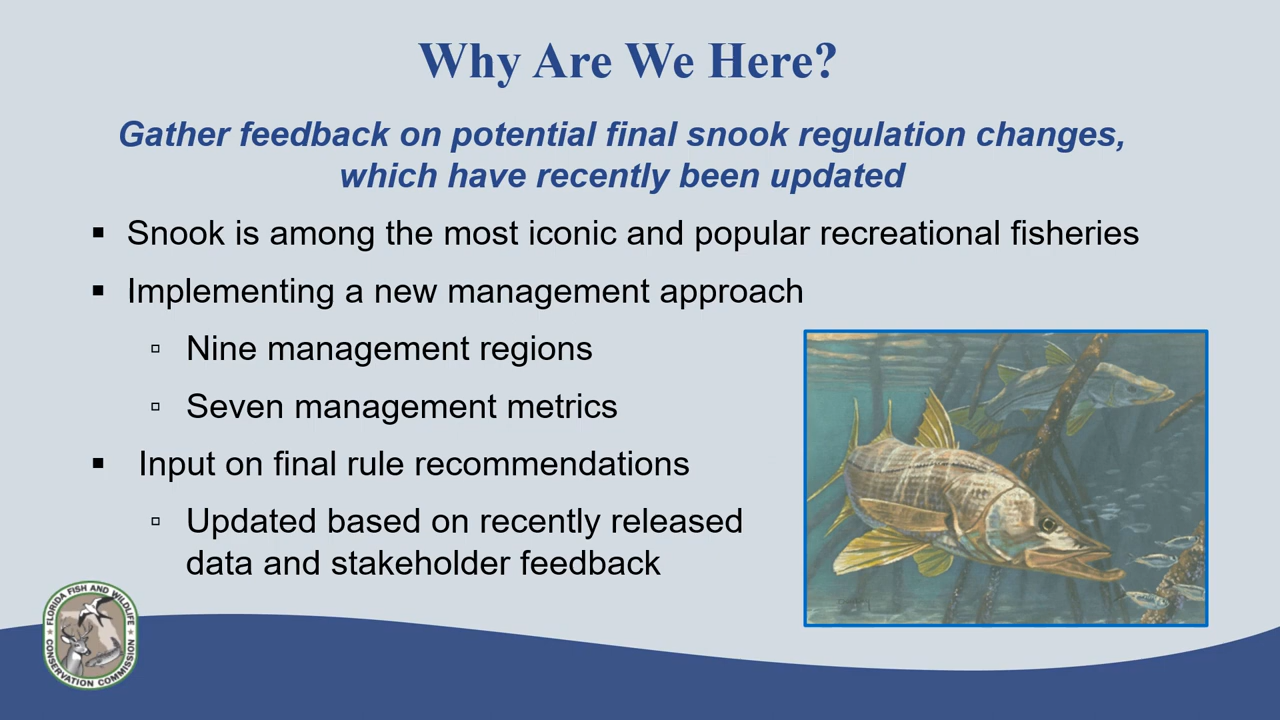 Why Are We Here?
Gather feedback on potential final snook regulation changes,
which have recently been updated
▪ Snook is among the most iconic and popular recreational fisheries
▪ Implementing a new management approach
▫ Nine management regions
▫ Seven management metrics
▪ Input on final rule recommendations
▫ Updated based on recently released
data and stakeholder feedback
FLORIDA FISH AND WILDLIFE
CONSERVATION COMMISSION